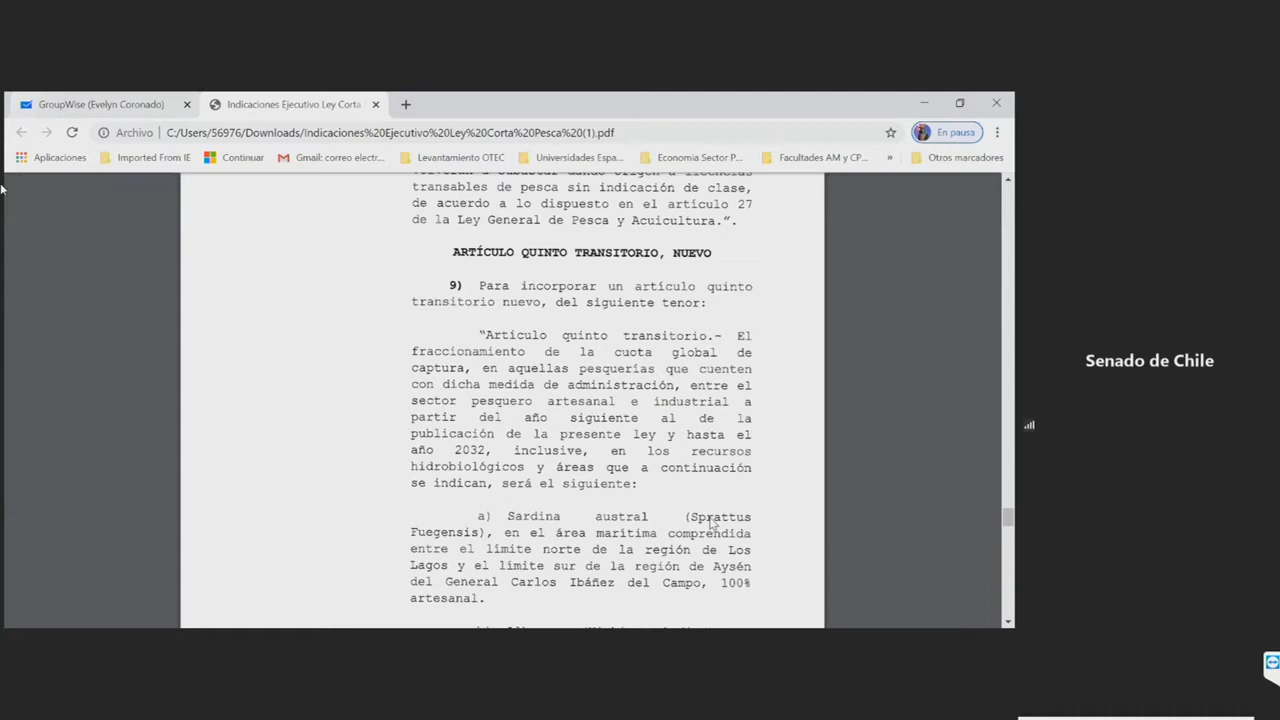 GroupWise (Evelyn Coronado)
Indicaciones Ejecutivo Ley Corta
Archivo
C:/Users/56976/Downloads/Indicaciones%20Ejecutivo%20Ley%20Corta%20Pesca%20(1).pdf
En pausa
Aplicaciones
Imported From IE
Continuar
Gmail: correo electr...
Levantamiento OTEC
Universidades Espa...
Economia Sector P...
Facultades AM y CP...
»
Otros marcadores
volverán a subastar dando origen a licencias
transables de pesca sin indicación de clase,
de acuerdo a lo dispuesto en el artículo 27
de la Ley General de Pesca y Acuicultura.”.
ARTÍCULO QUINTO TRANSITORIO, NUEVO
9) Para incorporar un artículo quinto
transitorio nuevo, del siguiente tenor:
“Artículo quinto transitorio.- El
fraccionamiento de la cuota global de
captura, en aquellas pesquerías que cuenten
con dicha medida de administración, entre el
sector pesquero artesanal e industrial a
partir del año siguiente al de la
publicación de la presente ley y hasta el
año 2032, inclusive, en los recursos
hidrobiológicos y áreas que a continuación
se indican, será el siguiente:
a) Sardina austral (Sprattus
Fuegensis), en el área marítima comprendida
entre el límite norte de la región de Los
Lagos y el límite sur de la región de Aysén
del General Carlos Ibáñez del Campo, 100%
artesanal.
Senado de Chile